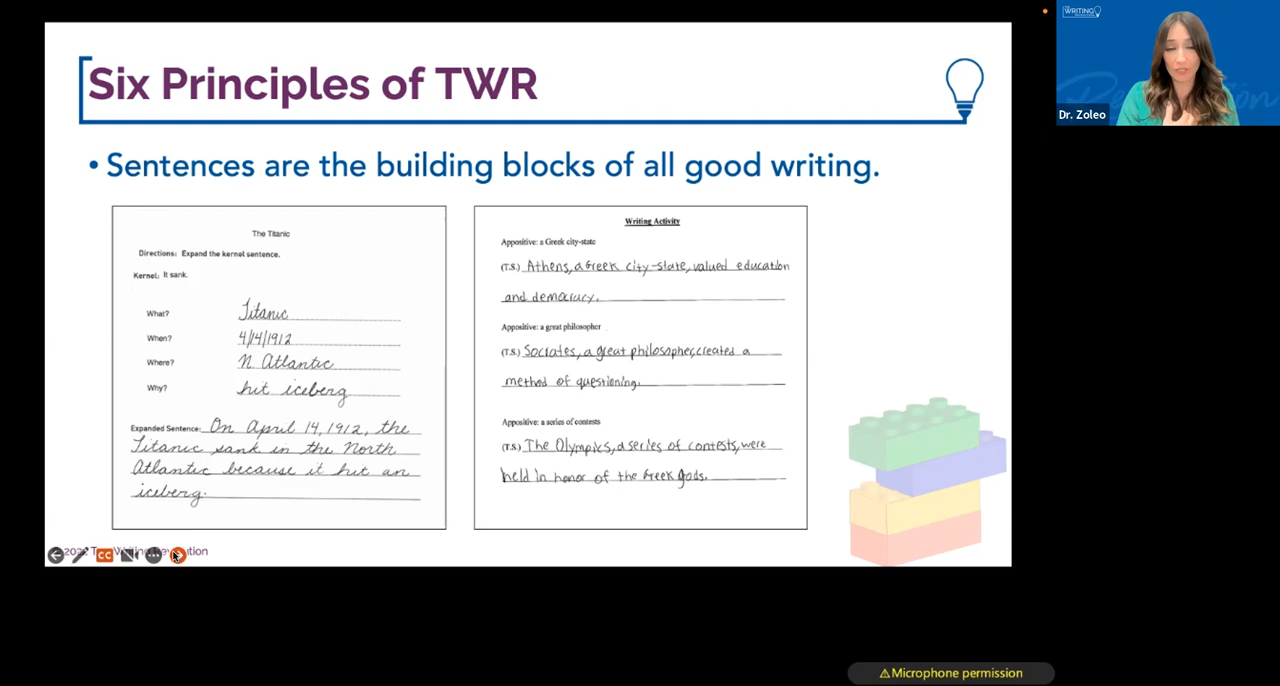 Six Principles of TWR
• Sentences are the building blocks of all good writing.
The Titanic
Directions: Expand the kernel sentence.
Kernel: It sank.
What? Titanic
When? 4/14/1912
Where? N. Atlantic
Why? hit iceberg
Expanded Sentence: On April 14, 1912, the
Titanic sank in the North
Atlantic because it hit an
iceberg.
Writing Activity
Appositive: a Greek city-state
(T.S.) Athens, a Greek city-state, valued education
and democracy.
Appositive: a great philosopher
(T.S.) Socrates, a great philosopher, created a
method of questioning.
Appositive: a series of contests
(T.S.) The Olympics, a series of contests, were
held in honor of the Greek gods.
CC
WRITING
Dr. Zoleo
⚠Microphone permission